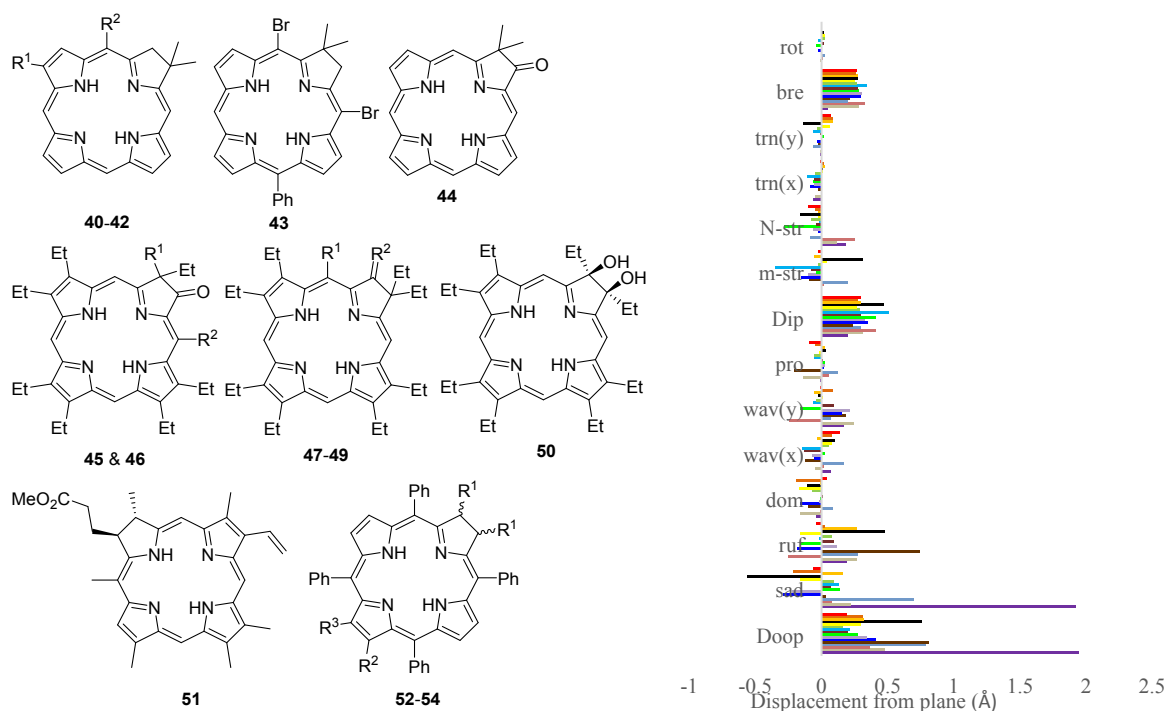 R²
R¹
NH
N
N
HN
40-42
Br
NH
N
Br
N
HN
Ph
43
O
NH
N
N
HN
44
R¹
Et
Et
Et
O
Et
NH
N
R²
N
HN
Et
Et
Et
Et
45 & 46
R¹
R²
Et
Et
Et
Et
NH
N
N
HN
Et
Et
Et
Et
47-49
Et
OH
Et
OH
Et
NH
N
Et
N
HN
Et
Et
Et
Et
50
MeO₂C
NH
N
N
HN
51
R¹
Ph
R¹
NH
N
Ph
Ph
N
HN
R³
R²
Ph
52-54
rot
bre
trn(y)
trn(x)
N-str
m-str
Dip
pro
wav(y)
wav(x)
dom
ruf
sad
Doop
-1
-0.5
0
0.5
1
1.5
2
2.5
Displacement from plane (Å)